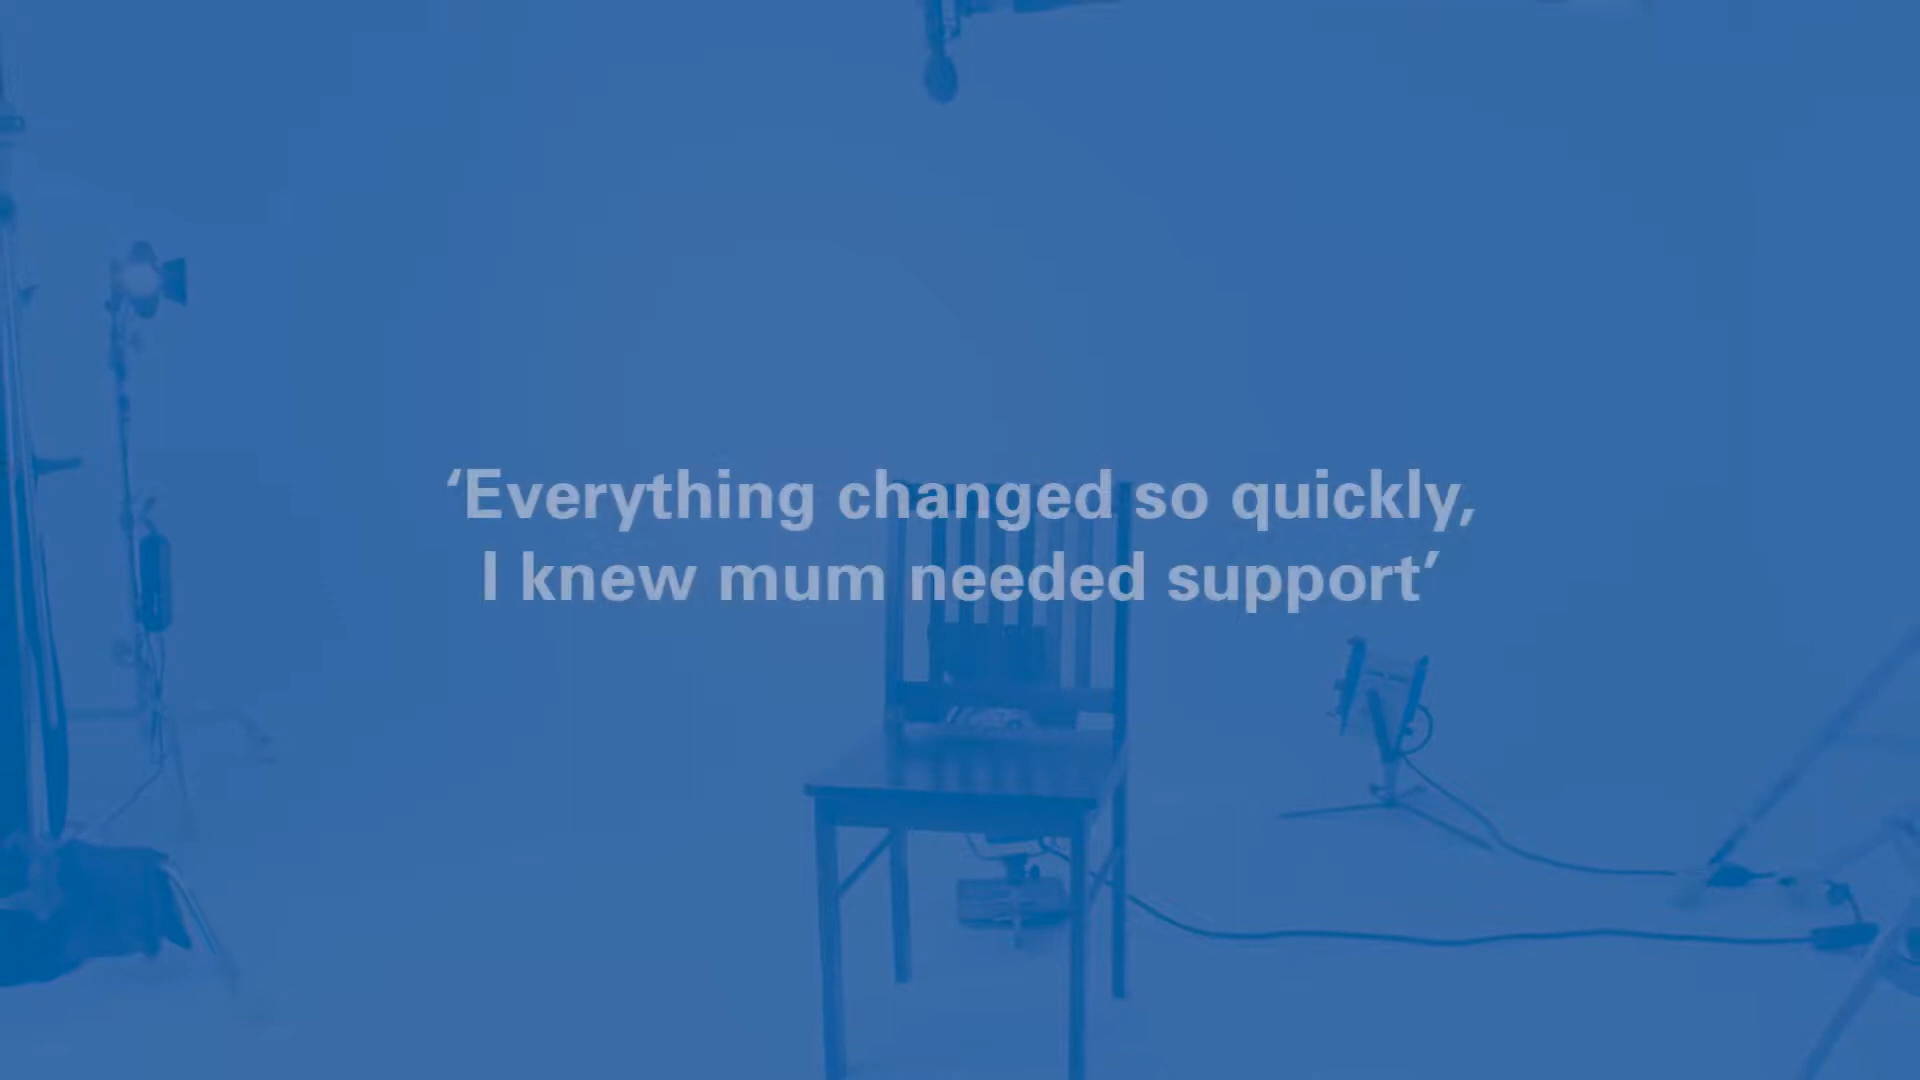 ‘Everything changed so quickly,
I knew mum needed support’